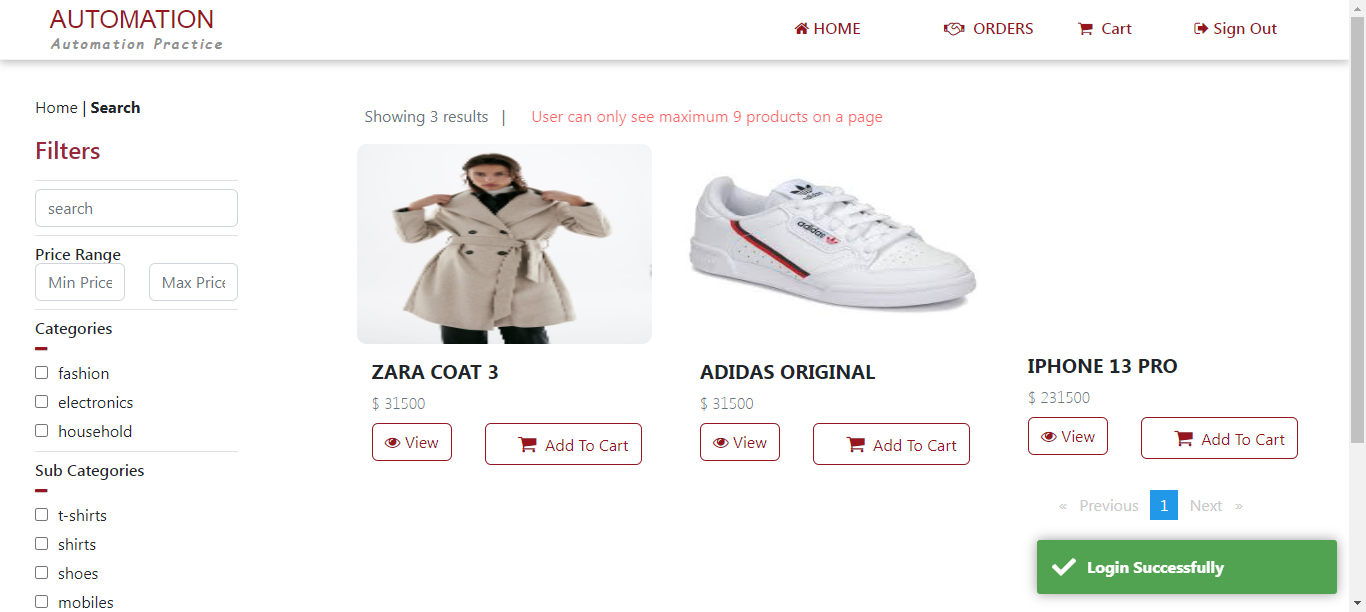 AUTOMATION
Automation Practice
HOME
ORDERS
Cart
Sign Out
Home | Search
Filters
search
Price Range
Min Price
Max Price
Categories
fashion
electronics
household
Sub Categories
t-shirts
shirts
shoes
mobiles
Showing 3 results |
User can only see maximum 9 products on a page
adidas
ZARA COAT 3
$ 31500
View
Add To Cart
ADIDAS ORIGINAL
$ 31500
View
Add To Cart
IPHONE 13 PRO
$ 231500
View
Add To Cart
« Previous 1 Next »
Login Successfully